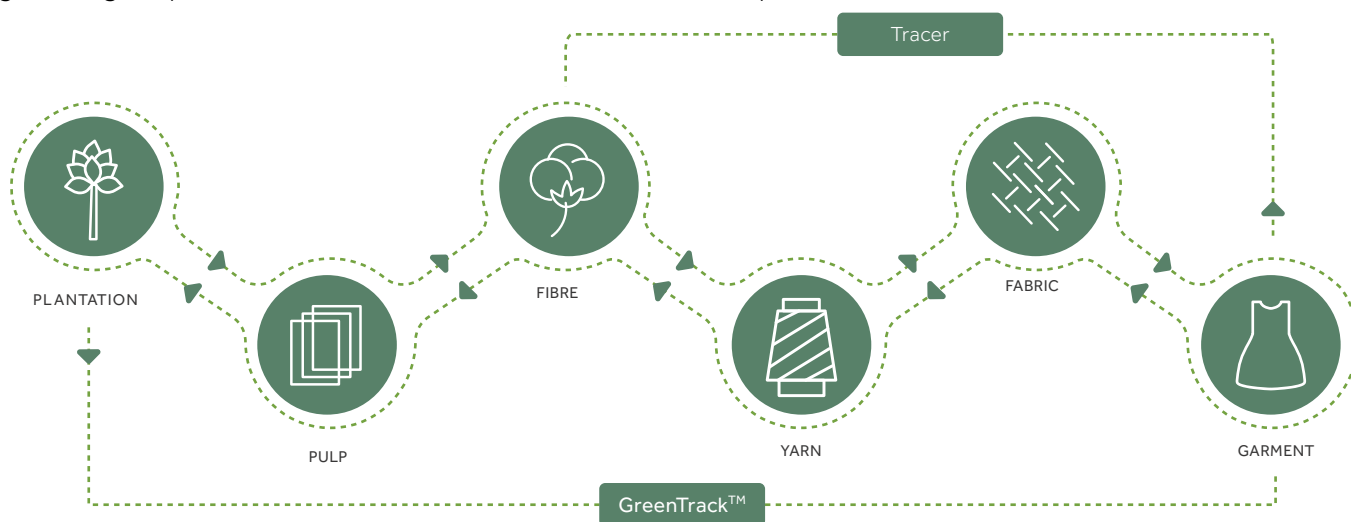 Tracer
PLANTATION
FIBRE
FABRIC
PULP
YARN
GARMENT
GreenTrack™